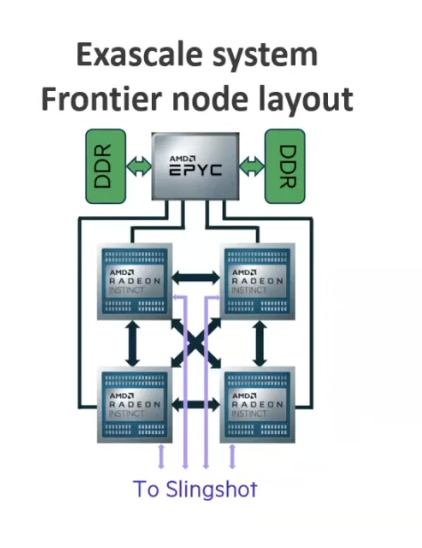 Exascale system
Frontier node layout
DDR
AMD
EPYC
DDR
AMD
RADEON
INSTINCT
AMD
RADEON
INSTINCT
AMD
RADEON
INSTINCT
AMD
RADEON
INSTINCT
To Slingshot